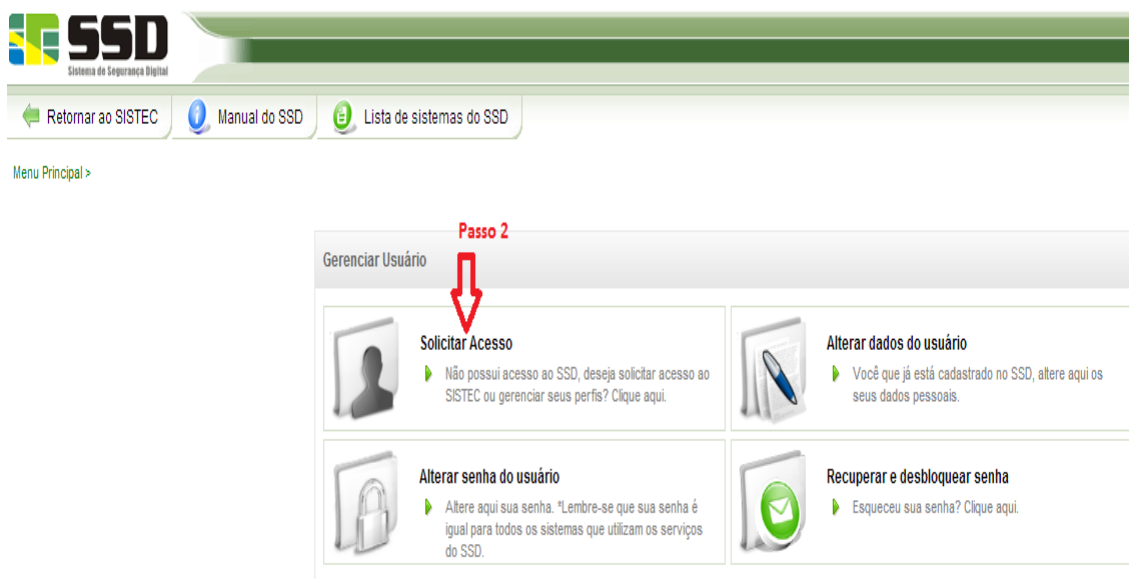 SSD
Sistema de Segurança Digital
Retornar ao SISTEC
Manual do SSD
Lista de sistemas do SSD
Menu Principal >
Passo 2
Gerenciar Usuário
Solicitar Acesso
Não possui acesso ao SSD, deseja solicitar acesso ao
SISTEC ou gerenciar seus perfis? Clique aqui.
Alterar dados do usuário
Você que já está cadastrado no SSD, altere aqui os
seus dados pessoais.
Alterar senha do usuário
Altere aqui sua senha. *Lembre-se que sua senha é
igual para todos os sistemas que utilizam os serviços
do SSD.
Recuperar e desbloquear senha
Esqueceu sua senha? Clique aqui.